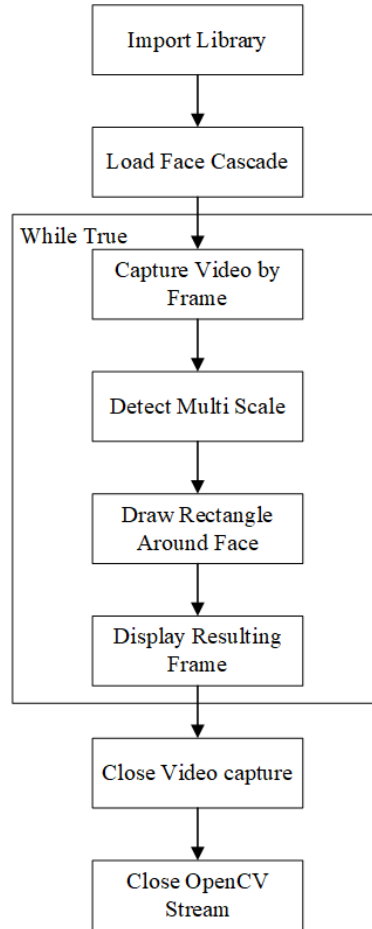 Import Library
Load Face Cascade
While True
Capture Video by
Frame
Detect Multi Scale
Draw Rectangle
Around Face
Display Resulting
Frame
Close Video capture
Close OpenCV
Stream